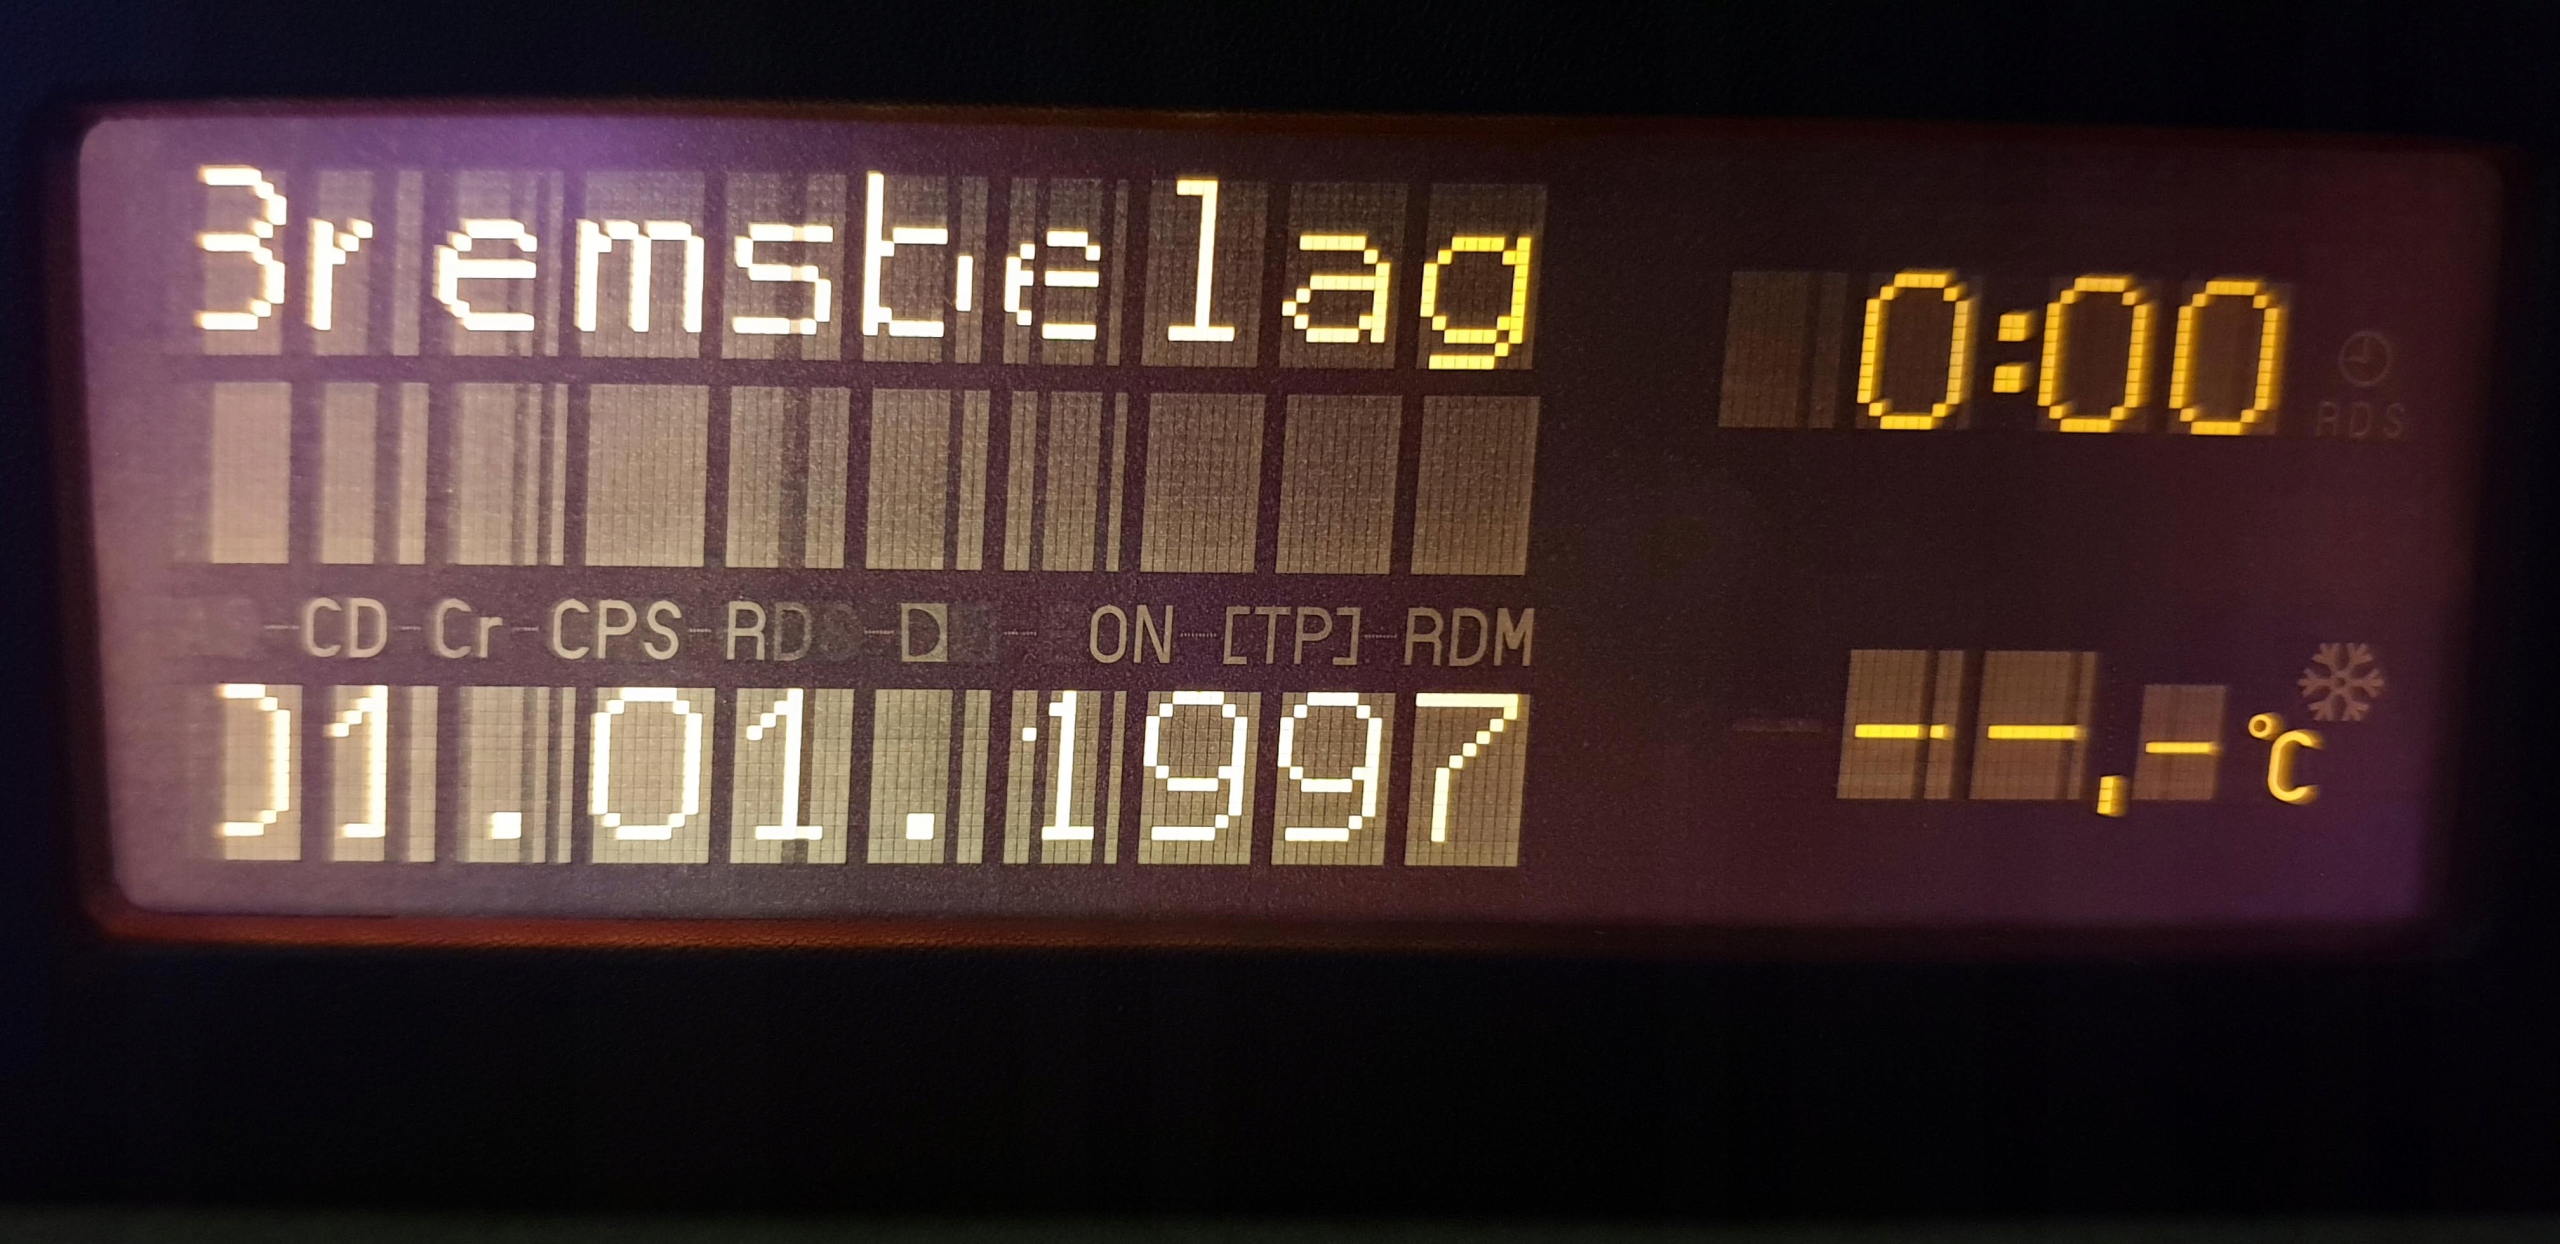 Bremsbelag
0:00
RDS
CD Cr CPS RDS D ON [TP] RDM
01.01.1997
--,- °C